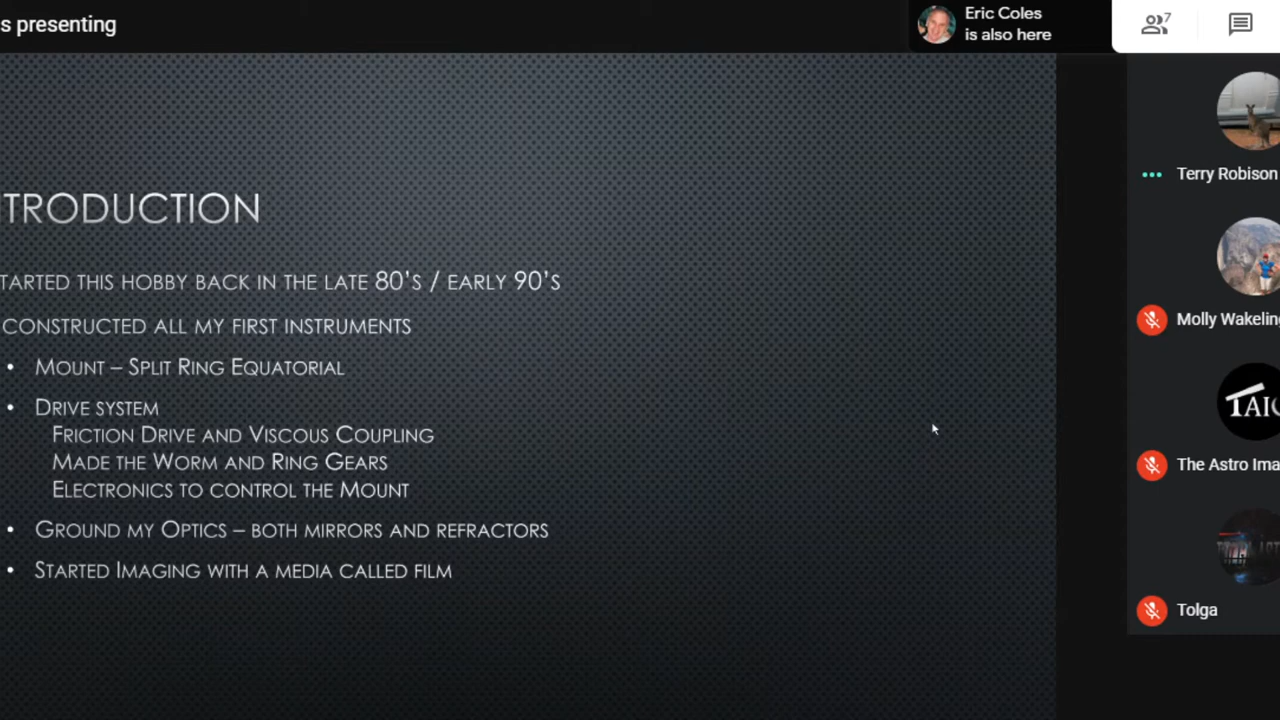 s presenting
Eric Coles
is also here
7
TRODUCTION
TARTED THIS HOBBY BACK IN THE LATE 80'S / EARLY 90'S
CONSTRUCTED ALL MY FIRST INSTRUMENTS
• MOUNT – SPLIT RING EQUATORIAL
• DRIVE SYSTEM
FRICTION DRIVE AND VISCOUS COUPLING
MADE THE WORM AND RING GEARS
ELECTRONICS TO CONTROL THE MOUNT
• GROUND MY OPTICS – BOTH MIRRORS AND REFRACTORS
• STARTED IMAGING WITH A MEDIA CALLED FILM
Terry Robison
Molly Wakeling
TAIC
The Astro Ima
Tolga